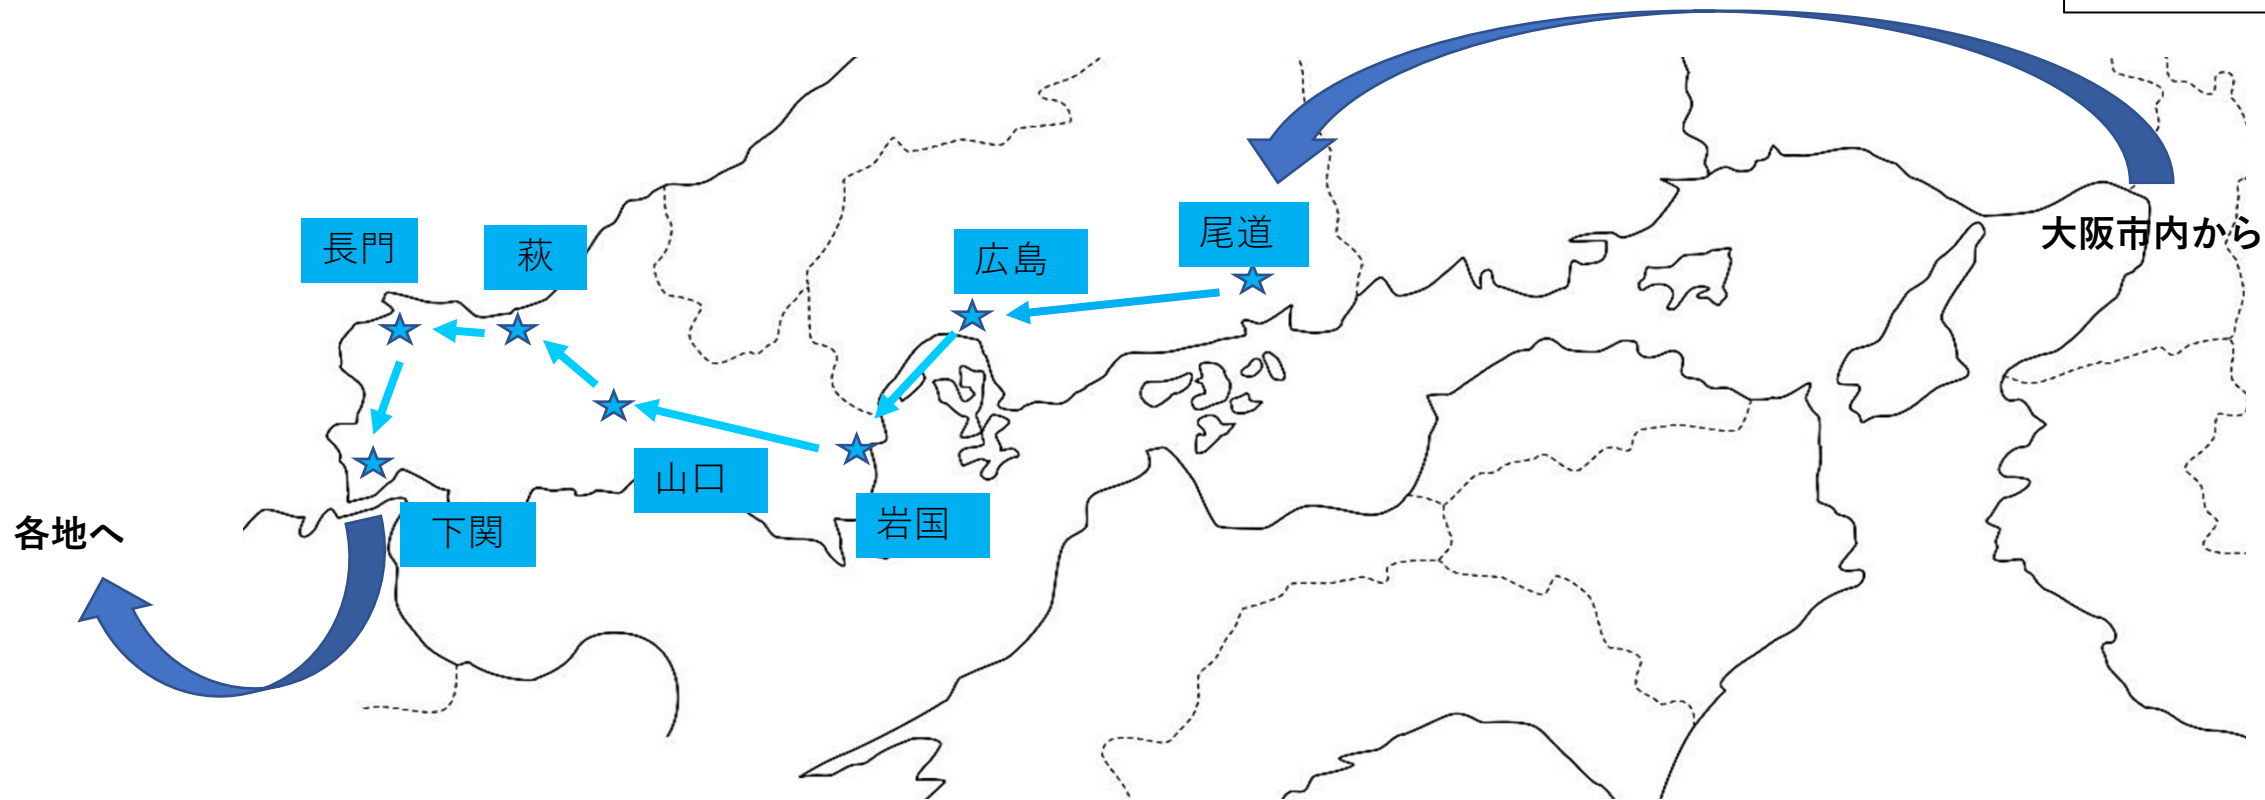 尾道
長門
萩
広島
大阪市内から
山口
岩国
下関
各地へ